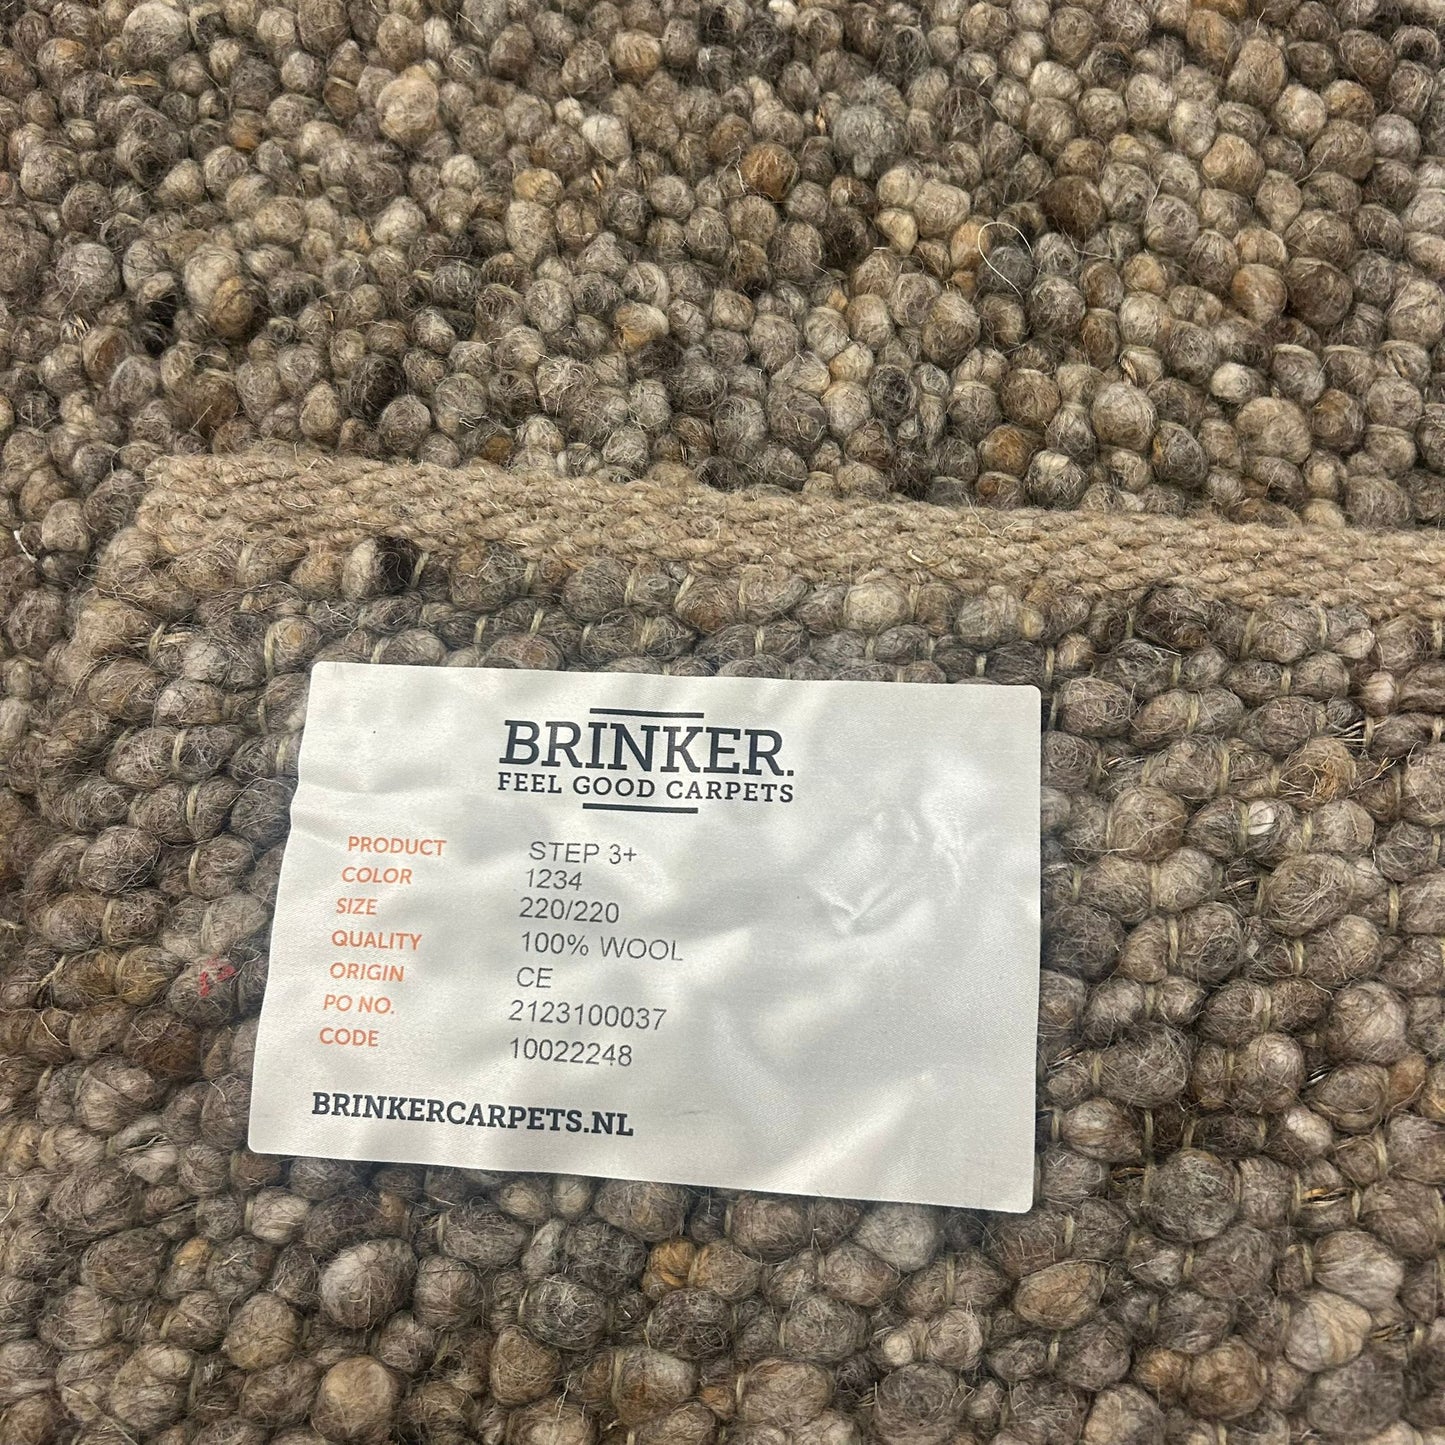 BRINKER.
FEEL GOOD CARPETS
PRODUCT STEP 3+
COLOR 1234
SIZE 220/220
QUALITY 100% WOOL
ORIGIN CE
PO NO. 2123100037
CODE 10022248
BRINKERCARPETS.NL